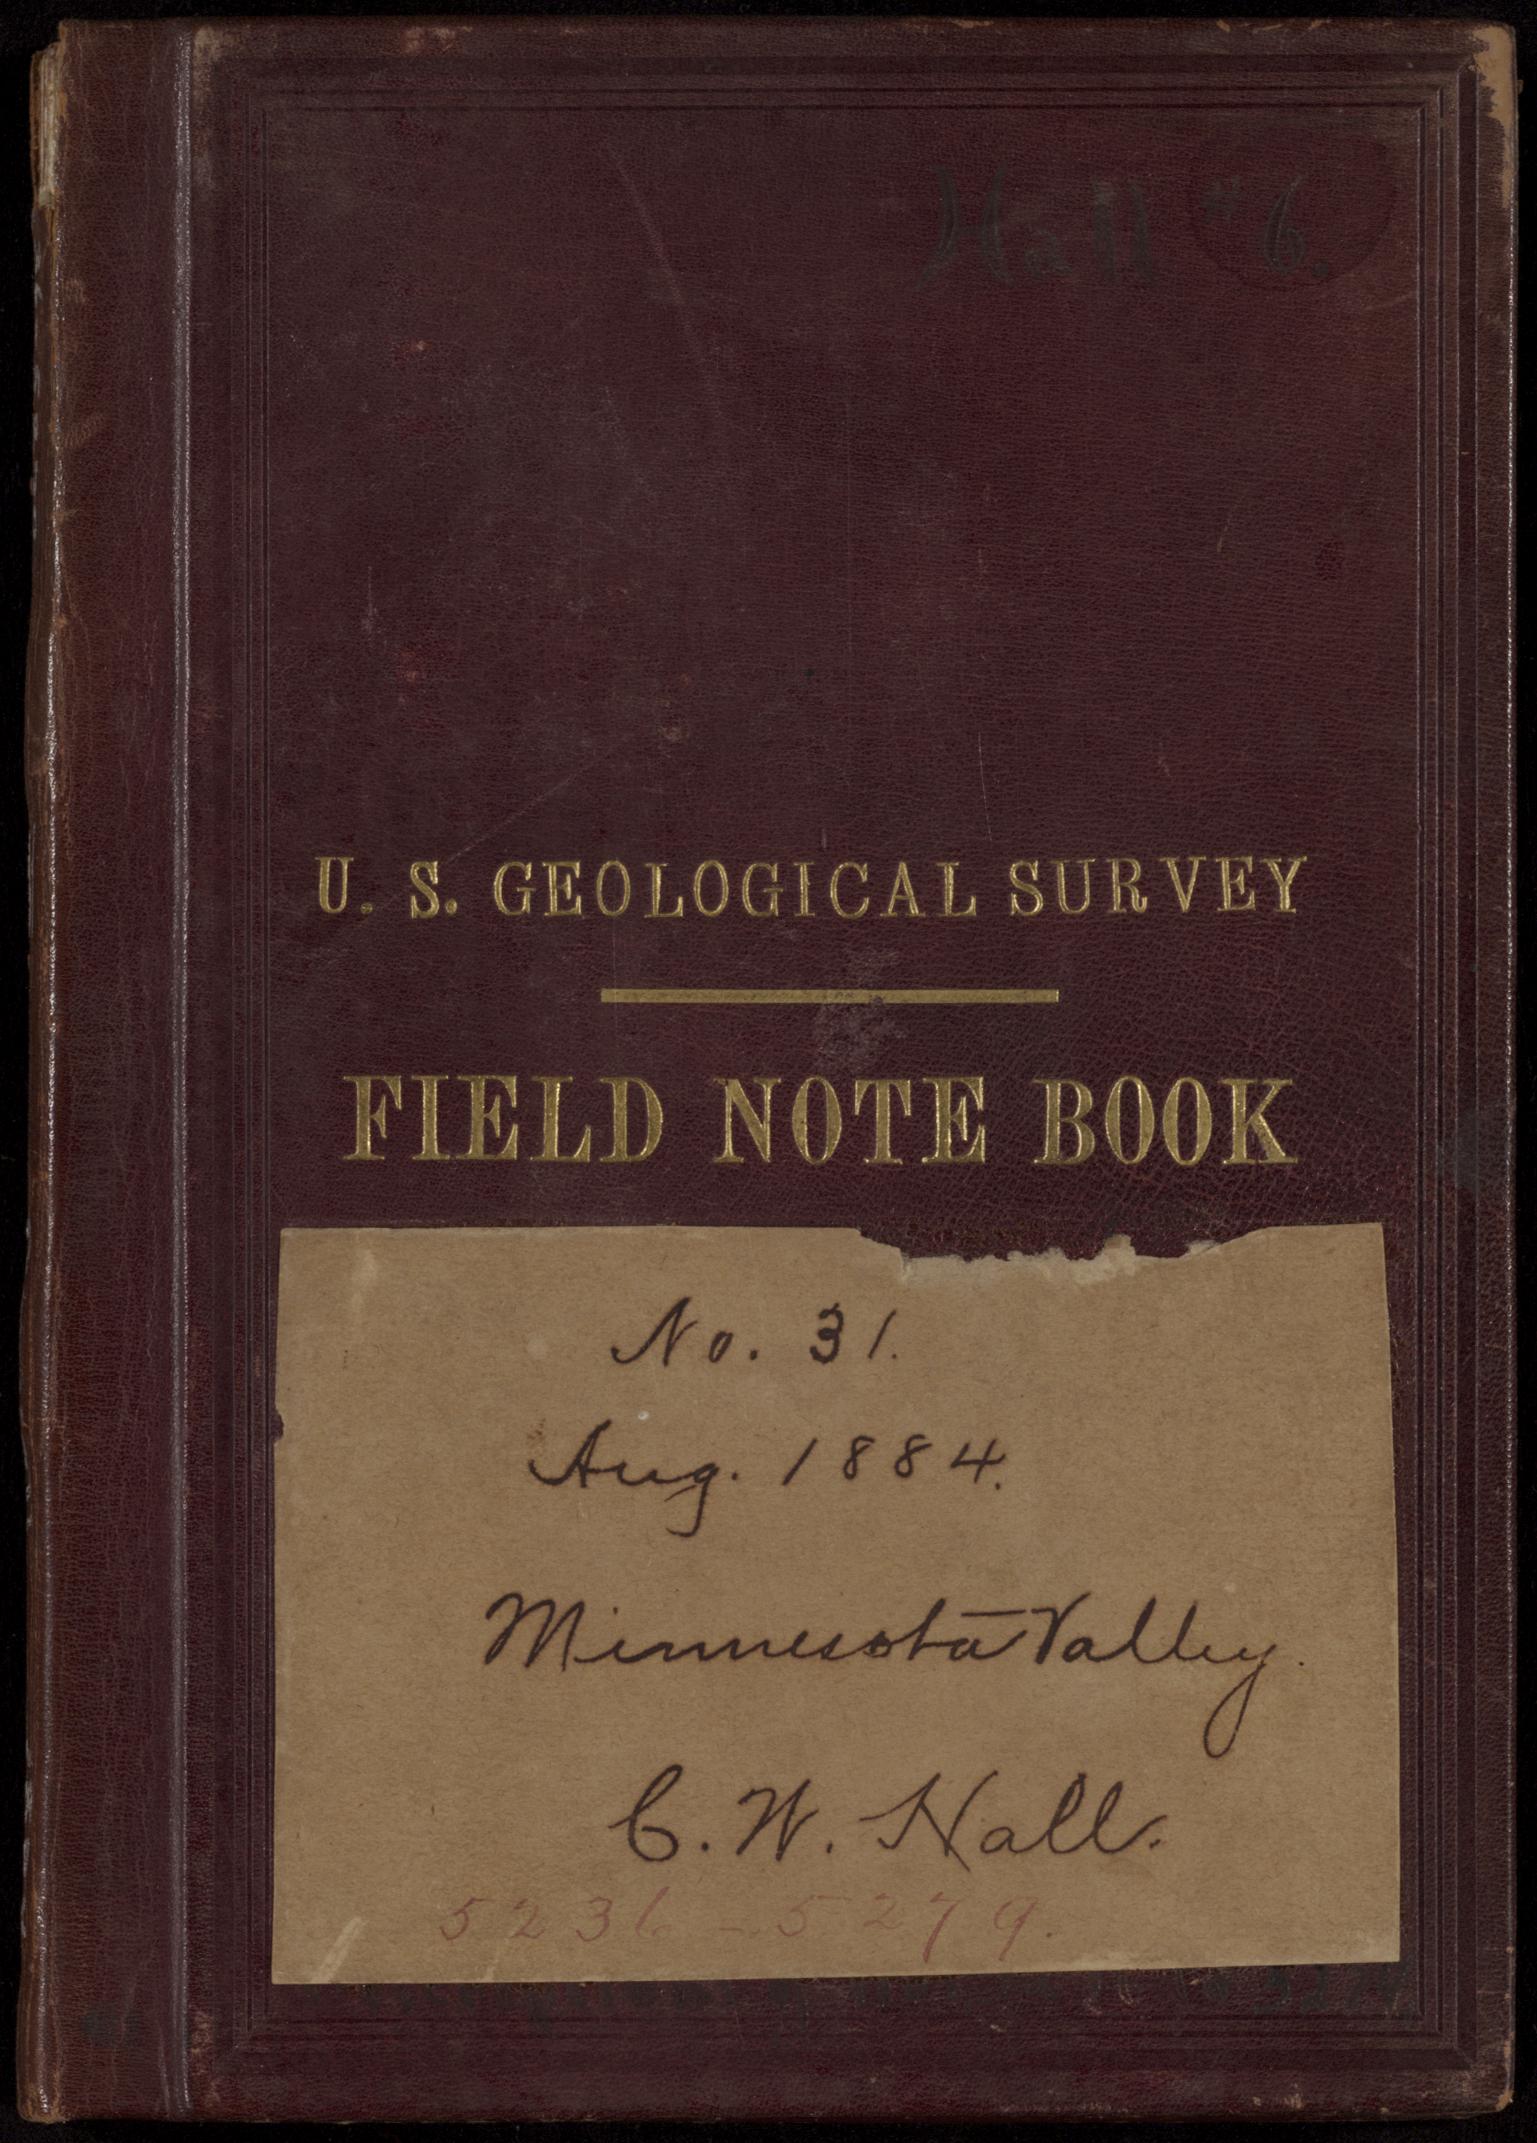 Hall #6.
U. S. GEOLOGICAL SURVEY
FIELD NOTE BOOK
No. 31.
Aug. 1884.
Minnesota Valley.
C. W. Hall.
5236 - 5279.